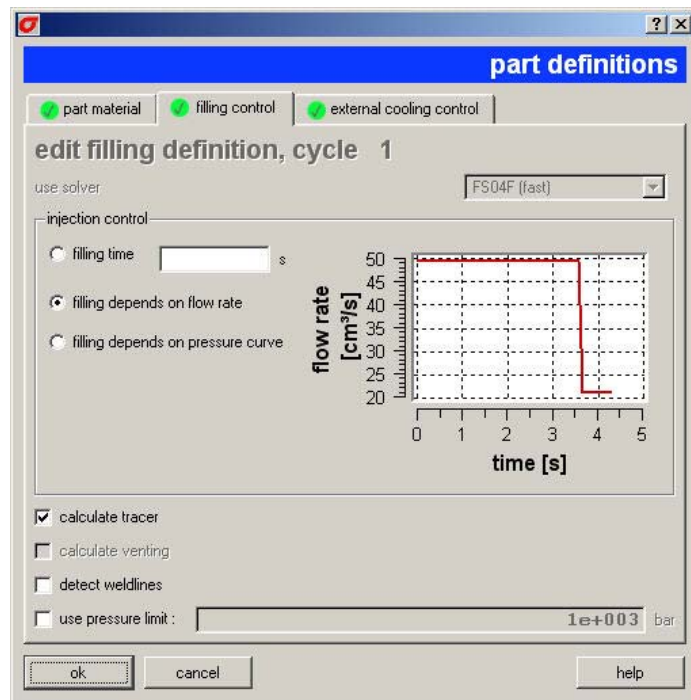 part definitions
part material
filling control
external cooling control
edit filling definition, cycle 1
use solver
FS04F (fast)
injection control
filling time
s
filling depends on flow rate
filling depends on pressure curve
flow rate
[cm³/s]
50
45
40
35
30
25
20
0 1 2 3 4 5
time [s]
calculate tracer
calculate venting
detect weldlines
use pressure limit :
1e+003
bar
ok
cancel
help